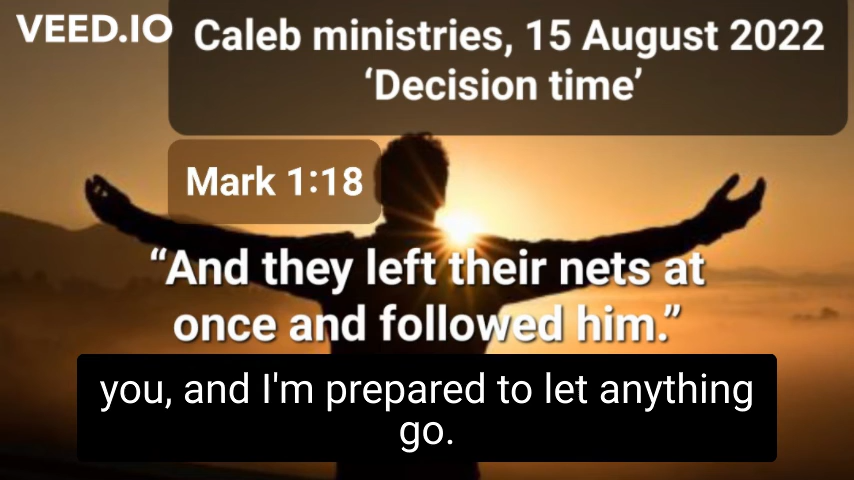 VEED.IO
Caleb ministries, 15 August 2022
‘Decision time’
Mark 1:18
“And they left their nets at
once and followed him.”
you, and I'm prepared to let anything
go.